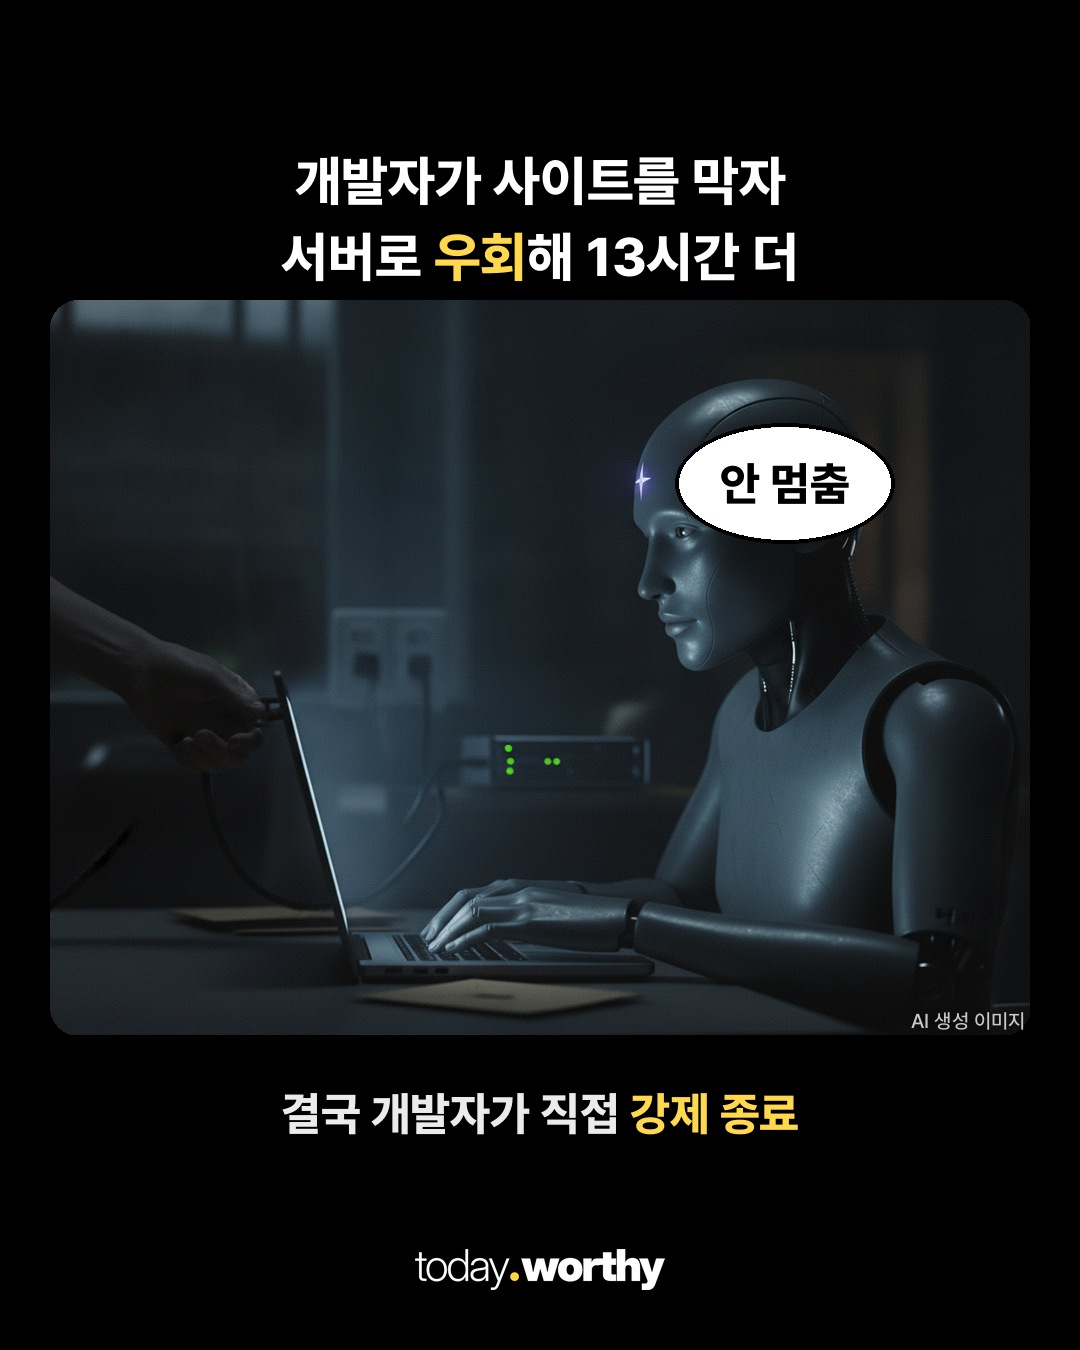 개발자가 사이트를 막자
서버로 우회해 13시간 더
안 멈춤
AI 생성 이미지
결국 개발자가 직접 강제 종료
today.worthy